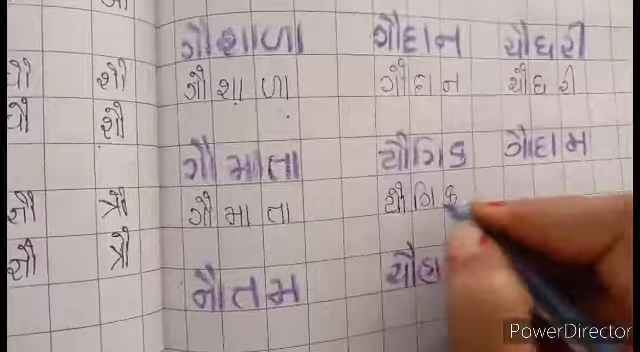 શૌ ગૌશાળા ગૌદાન ચૌધરી
શૌ ગૌશાળા ગૌદાન ચૌધરી
ગૌમાતા યૌગિક ગૌધામ
સૌ ત્રૌ ગૌમાતા યૌગિક
સૌ ત્રૌ
નૌતમ
PowerDirector